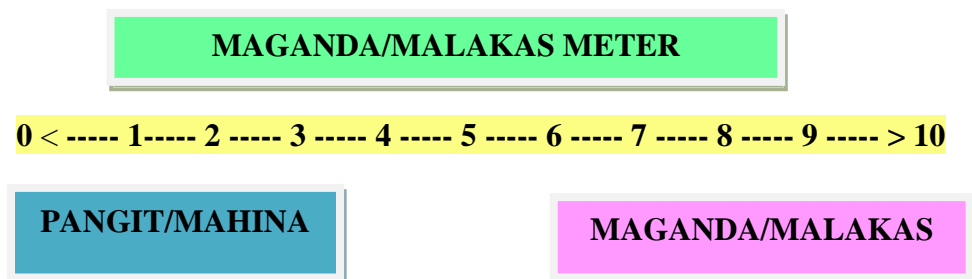 MAGANDA/MALAKAS METER
0 < ----- 1----- 2 ----- 3 ----- 4 ----- 5 ----- 6 ----- 7 ----- 8 ----- 9 ----- > 10
PANGIT/MAHINA
MAGANDA/MALAKAS